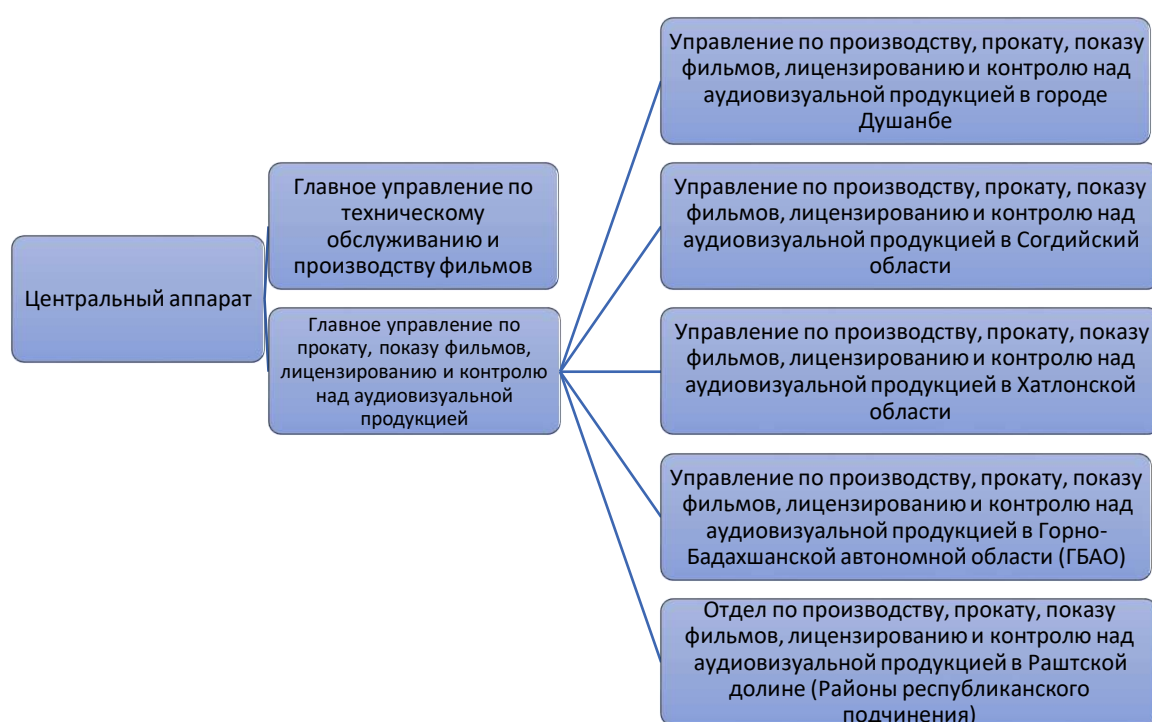 Центральный аппарат
Главное управление по
техническому
обслуживанию и
производству фильмов
Главное управление по
прокату, показу фильмов,
лицензированию и контролю
над аудиовизуальной
продукцией
Управление по производству, прокату, показу
фильмов, лицензированию и контролю над
аудиовизуальной продукцией в городе
Душанбе
Управление по производству, прокату, показу
фильмов, лицензированию и контролю над
аудиовизуальной продукцией в Согдийский
области
Управление по производству, прокату, показу
фильмов, лицензированию и контролю над
аудиовизуальной продукцией в Хатлонской
области
Управление по производству, прокату, показу
фильмов, лицензированию и контролю над
аудиовизуальной продукцией в Горно-
Бадахшанской автономной области (ГБАО)
Отдел по производству, прокату, показу
фильмов, лицензированию и контролю над
аудиовизуальной продукцией в Раштской
долине (Районы республиканского
подчинения)